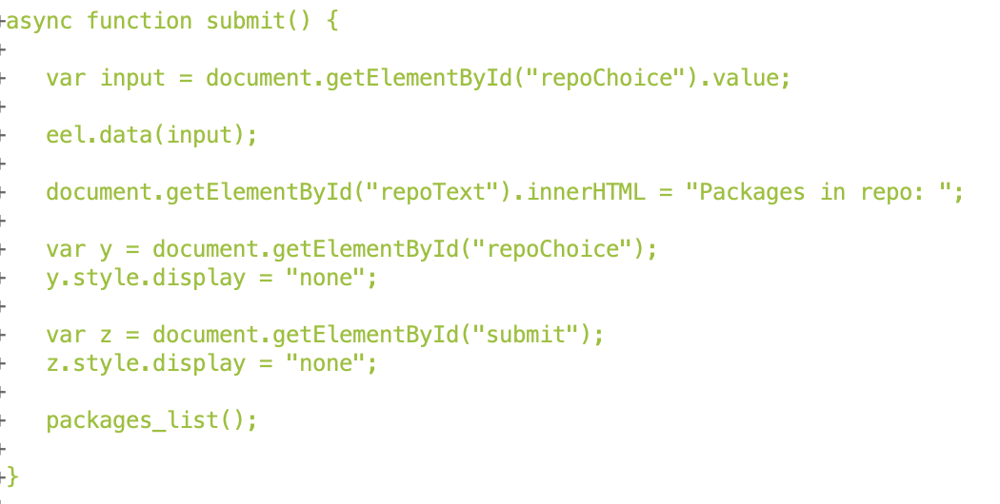 +async function submit() {
+
+   var input = document.getElementById("repoChoice").value;
+
+   eel.data(input);
+
+   document.getElementById("repoText").innerHTML = "Packages in repo: ";
+
+   var y = document.getElementById("repoChoice");
+   y.style.display = "none";
+
+   var z = document.getElementById("submit");
+   z.style.display = "none";
+
+   packages_list();
+
+}